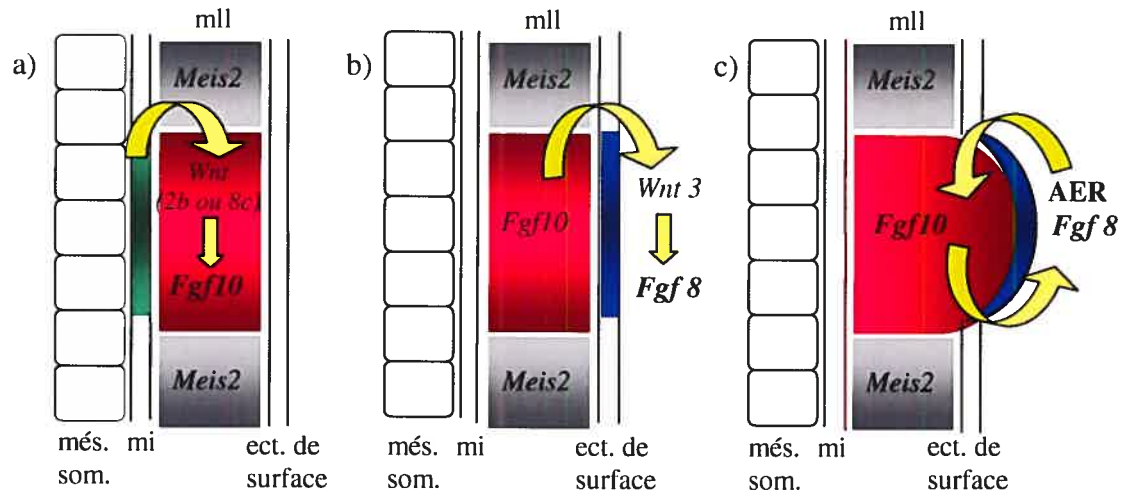 a)
mll
Meis2
Wnt
(2b ou 8c)
Fgf10
Meis2
més.
som.
mi
ect. de
surface
b)
Meis2
Fgf10
Wnt 3
Fgf 8
Meis2
més.
som.
mi
ect. de
surface
c)
mll
Meis2
Fgf10
AER
Fgf 8
Meis2
més.
som.
mi
ect. de
surface